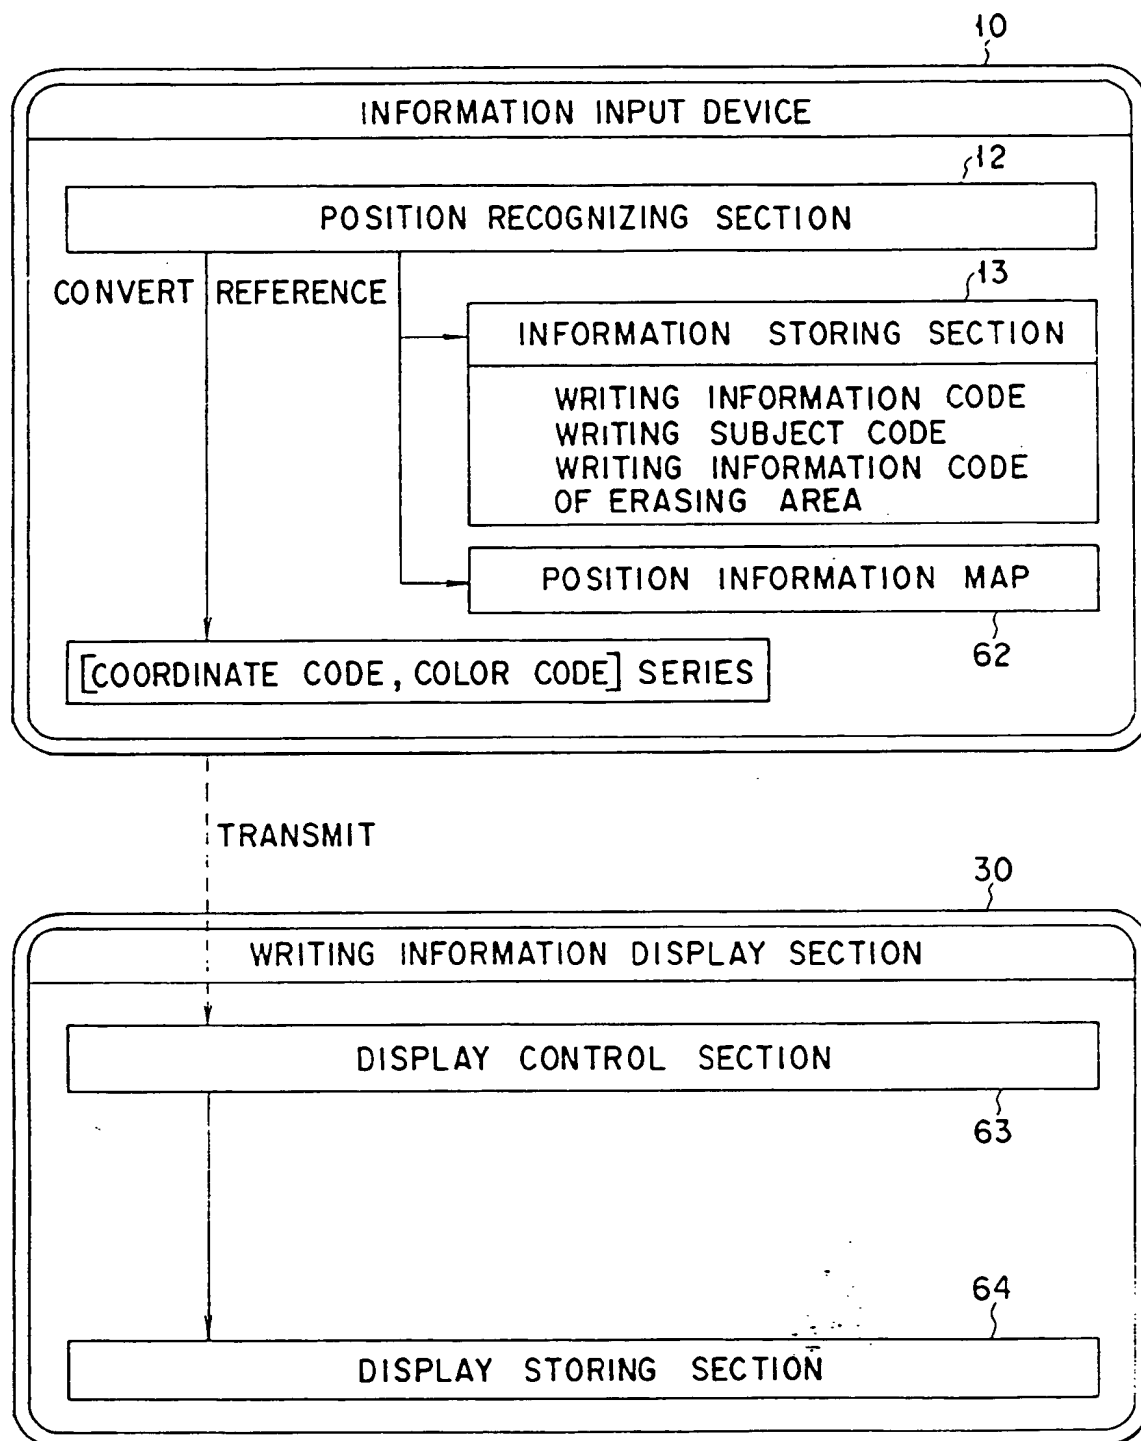 10
INFORMATION INPUT DEVICE
12
POSITION RECOGNIZING SECTION
CONVERT REFERENCE
13
INFORMATION STORING SECTION
WRITING INFORMATION CODE
WRITING SUBJECT CODE
WRITING INFORMATION CODE
OF ERASING AREA
POSITION INFORMATION MAP
62
[COORDINATE CODE, COLOR CODE] SERIES
TRANSMIT
30
WRITING INFORMATION DISPLAY SECTION
DISPLAY CONTROL SECTION
63
64
DISPLAY STORING SECTION